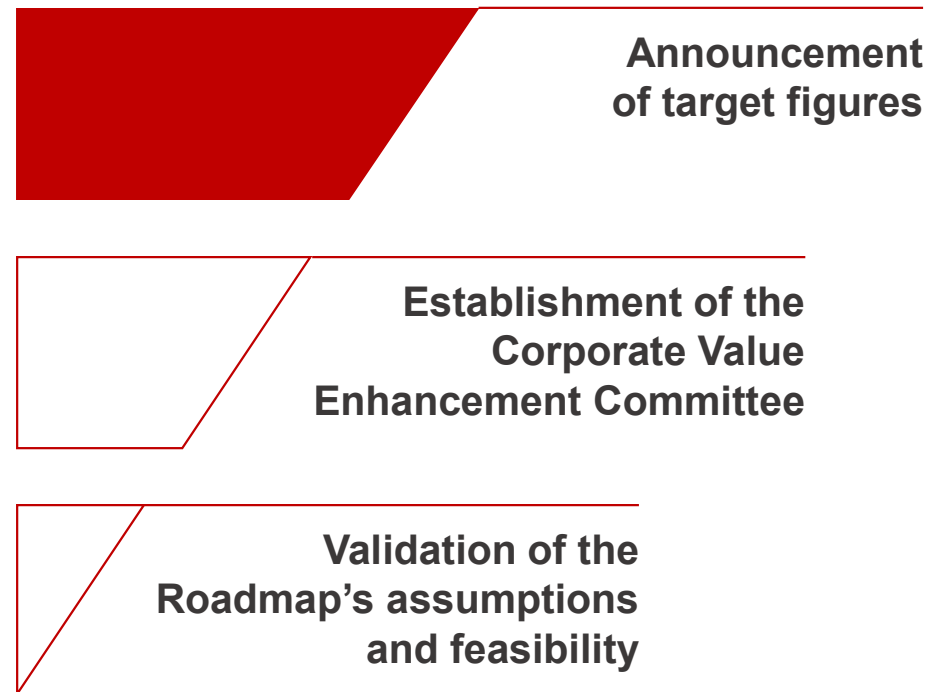 Announcement
of target figures
Establishment of the
Corporate Value
Enhancement Committee
Validation of the
Roadmap’s assumptions
and feasibility